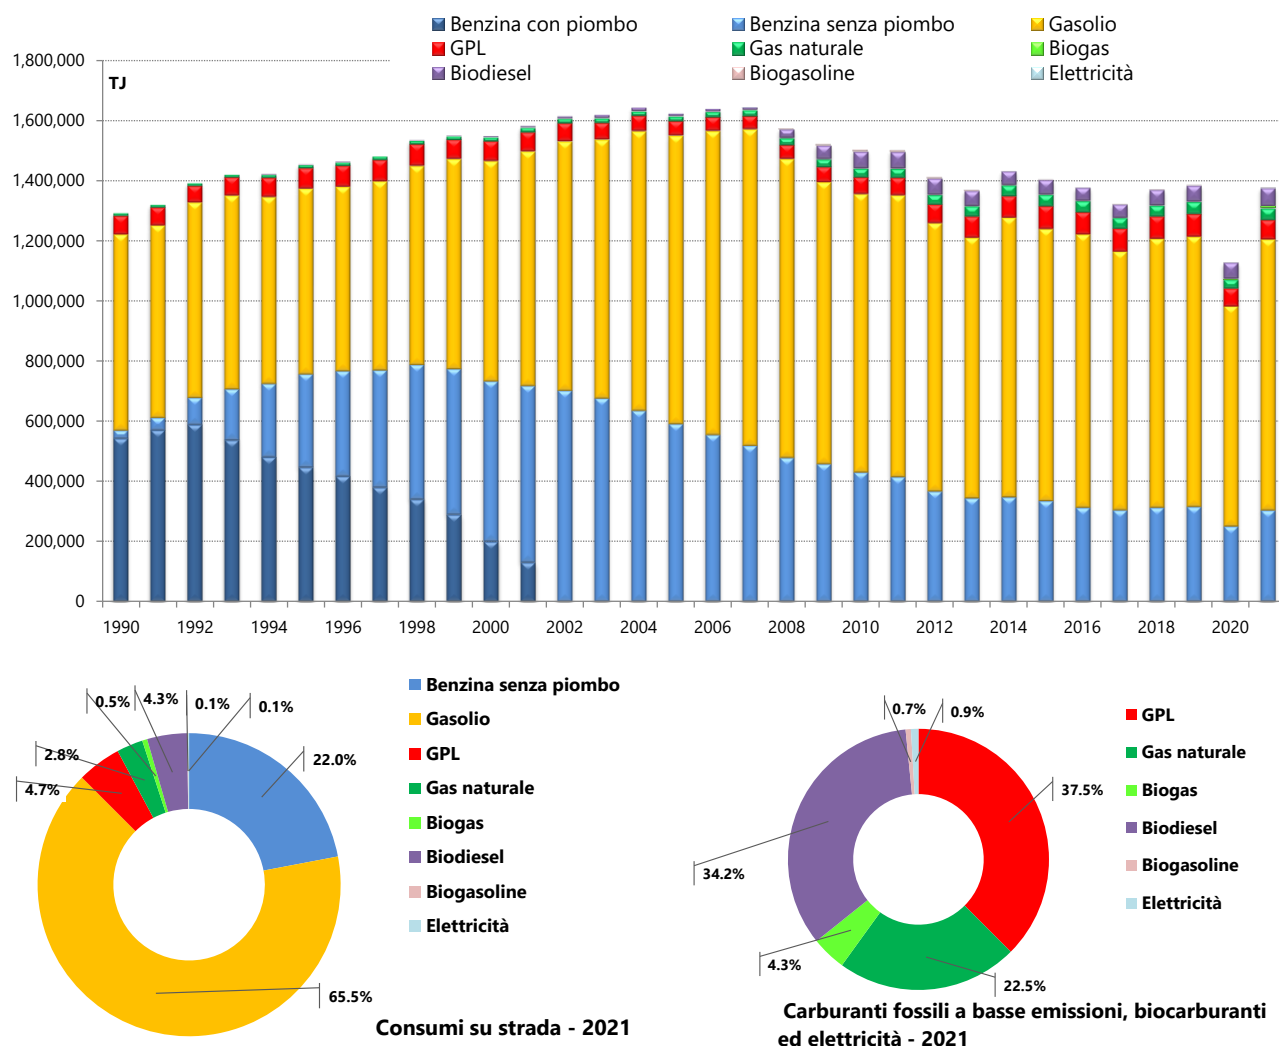 Benzina con piombo Benzina senza piombo Gasolio
GPL Gas naturale Biogas
Biodiesel Biogasoline Elettricità
TJ
1,800,000
1,600,000
1,400,000
1,200,000
1,000,000
800,000
600,000
400,000
200,000
0
1990 1992 1994 1996 1998 2000 2002 2004 2006 2008 2010 2012 2014 2016 2018 2020
0.5% 4.3% 0.1% 0.1%
2.8%
4.7%
22.0%
65.5%
Benzina senza piombo
Gasolio
GPL
Gas naturale
Biogas
Biodiesel
Biogasoline
Elettricità
Consumi su strada - 2021
0.7% 0.9%
37.5%
34.2%
4.3%
22.5%
GPL
Gas naturale
Biogas
Biodiesel
Biogasoline
Elettricità
Carburanti fossili a basse emissioni, biocarburanti
ed elettricità - 2021